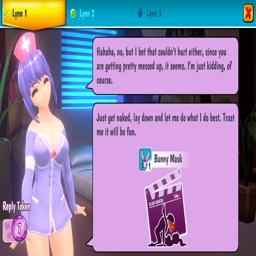 Lynn 1
Lynn 2
Lynn 3
Hahaha, no, but I bet that couldn't hurt either, since you
are getting pretty messed up, it seems. I'm just kidding, of
course.
Just get naked, lay down and let me do what I do best. Trust
me it will be fun.
Bunny Mask
1
Reply Token